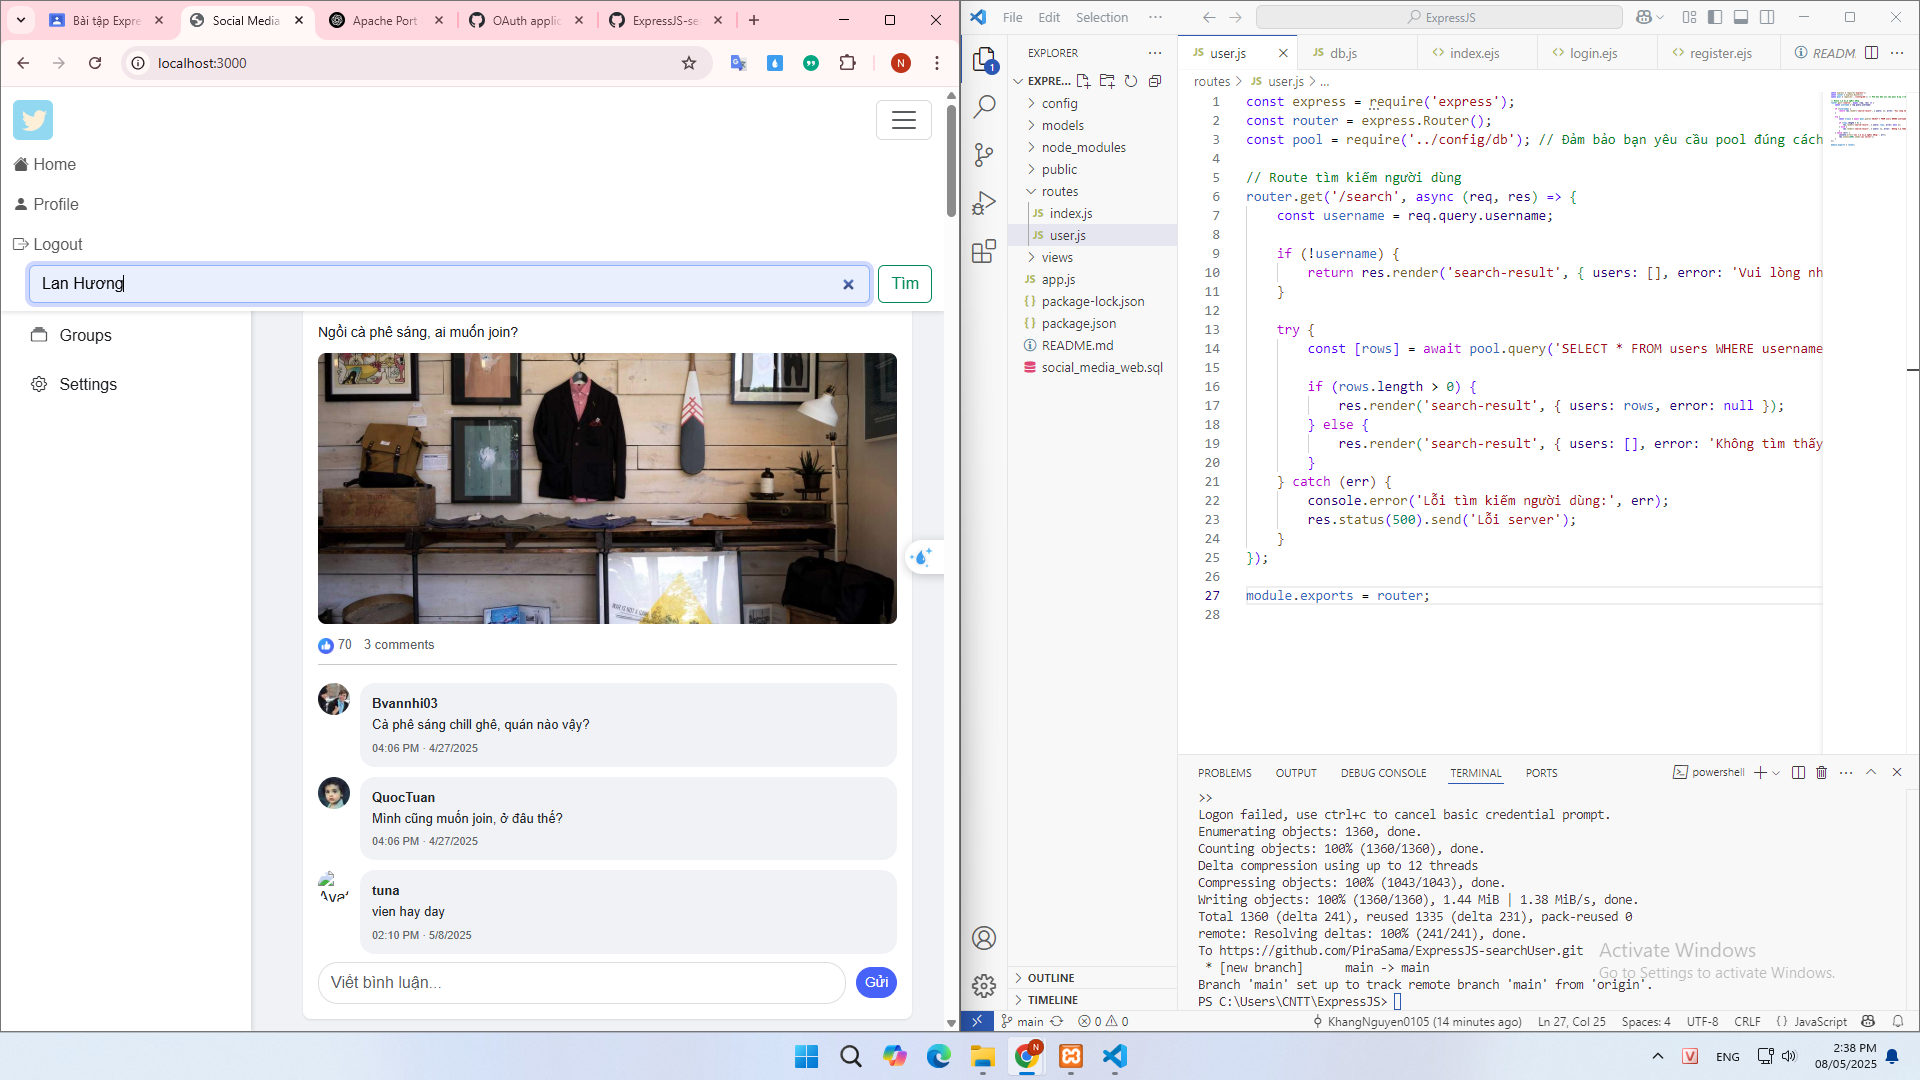 Bài tập Expre
Social Media
Apache Port
OAuth applic
ExpressJS-se
localhost:3000
N
Home
Profile
Logout
Lan Hương
Tìm
Groups
Settings
Ngồi cà phê sáng, ai muốn join?
70 3 comments
Bvannhi03
Cà phê sáng chill ghê, quán nào vậy?
04:06 PM · 4/27/2025
QuocTuan
Mình cũng muốn join, ở đâu thế?
04:06 PM · 4/27/2025
tuna
vien hay day
02:10 PM · 5/8/2025
Viết bình luận...
Gửi
File Edit Selection ...
ExpressJS
EXPLORER
EXPRE...
config
models
node_modules
public
routes
JS index.js
JS user.js
views
JS app.js
{} package-lock.json
{} package.json
README.md
social_media_web.sql
OUTLINE
TIMELINE
1
JS user.js
JS db.js
<> index.ejs
<> login.ejs
<> register.ejs
READM
routes > JS user.js > ...
1 const express = require('express');
2 const router = express.Router();
3 const pool = require('../config/db'); // Đảm bảo bạn yêu cầu pool đúng cách
4
5 // Route tìm kiếm người dùng
6 router.get('/search', async (req, res) => {
7 const username = req.query.username;
8
9 if (!username) {
10 return res.render('search-result', { users: [], error: 'Vui lòng nh
11 }
12
13 try {
14 const [rows] = await pool.query('SELECT * FROM users WHERE username
15
16 if (rows.length > 0) {
17 res.render('search-result', { users: rows, error: null });
18 } else {
19 res.render('search-result', { users: [], error: 'Không tìm thấy
20 }
21 } catch (err) {
22 console.error('Lỗi tìm kiếm người dùng:', err);
23 res.status(500).send('Lỗi server');
24 }
25 });
26
27 module.exports = router;
28
PROBLEMS OUTPUT DEBUG CONSOLE TERMINAL PORTS
powershell
>>
Logon failed, use ctrl+c to cancel basic credential prompt.
Enumerating objects: 1360, done.
Counting objects: 100% (1360/1360), done.
Delta compression using up to 12 threads
Compressing objects: 100% (1043/1043), done.
Writing objects: 100% (1360/1360), 1.44 MiB | 1.38 MiB/s, done.
Total 1360 (delta 241), reused 1335 (delta 231), pack-reused 0
remote: Resolving deltas: 100% (241/241), done.
To https://github.com/PiraSama/ExpressJS-searchUser.git
* [new branch] main -> main
Branch 'main' set up to track remote branch 'main' from 'origin'.
PS C:\Users\CNTT\ExpressJS>
Activate Windows
Go to Settings to activate Windows.
main 0 0
KhangNguyen0105 (14 minutes ago) Ln 27, Col 25 Spaces: 4 UTF-8 CRLF {} JavaScript
N
V
ENG
2:38 PM
08/05/2025